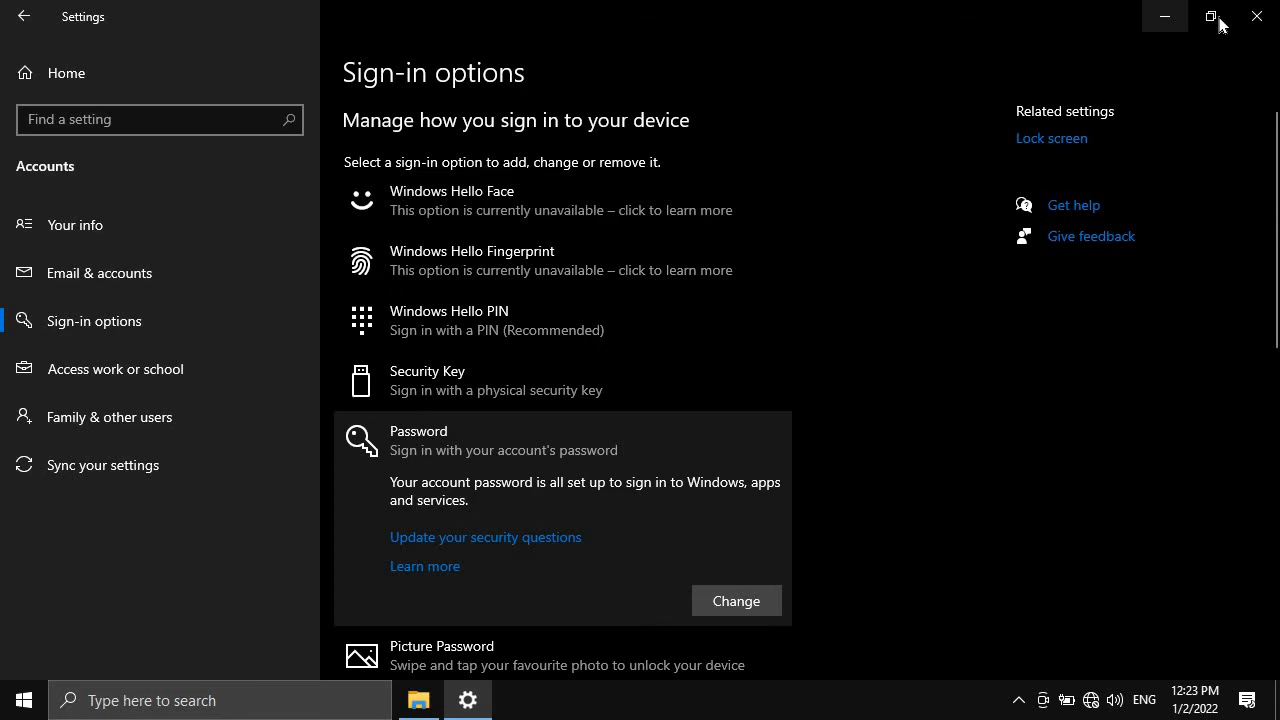 Settings
Home
Find a setting
Accounts
Your info
Email & accounts
Sign-in options
Access work or school
Family & other users
Sync your settings
Sign-in options
Manage how you sign in to your device
Select a sign-in option to add, change or remove it.
Windows Hello Face
This option is currently unavailable – click to learn more
Windows Hello Fingerprint
This option is currently unavailable – click to learn more
Windows Hello PIN
Sign in with a PIN (Recommended)
Security Key
Sign in with a physical security key
Password
Sign in with your account's password
Your account password is all set up to sign in to Windows, apps
and services.
Update your security questions
Learn more
Change
Picture Password
Swipe and tap your favourite photo to unlock your device
Related settings
Lock screen
Get help
Give feedback
Type here to search
ENG
12:23 PM
1/2/2022